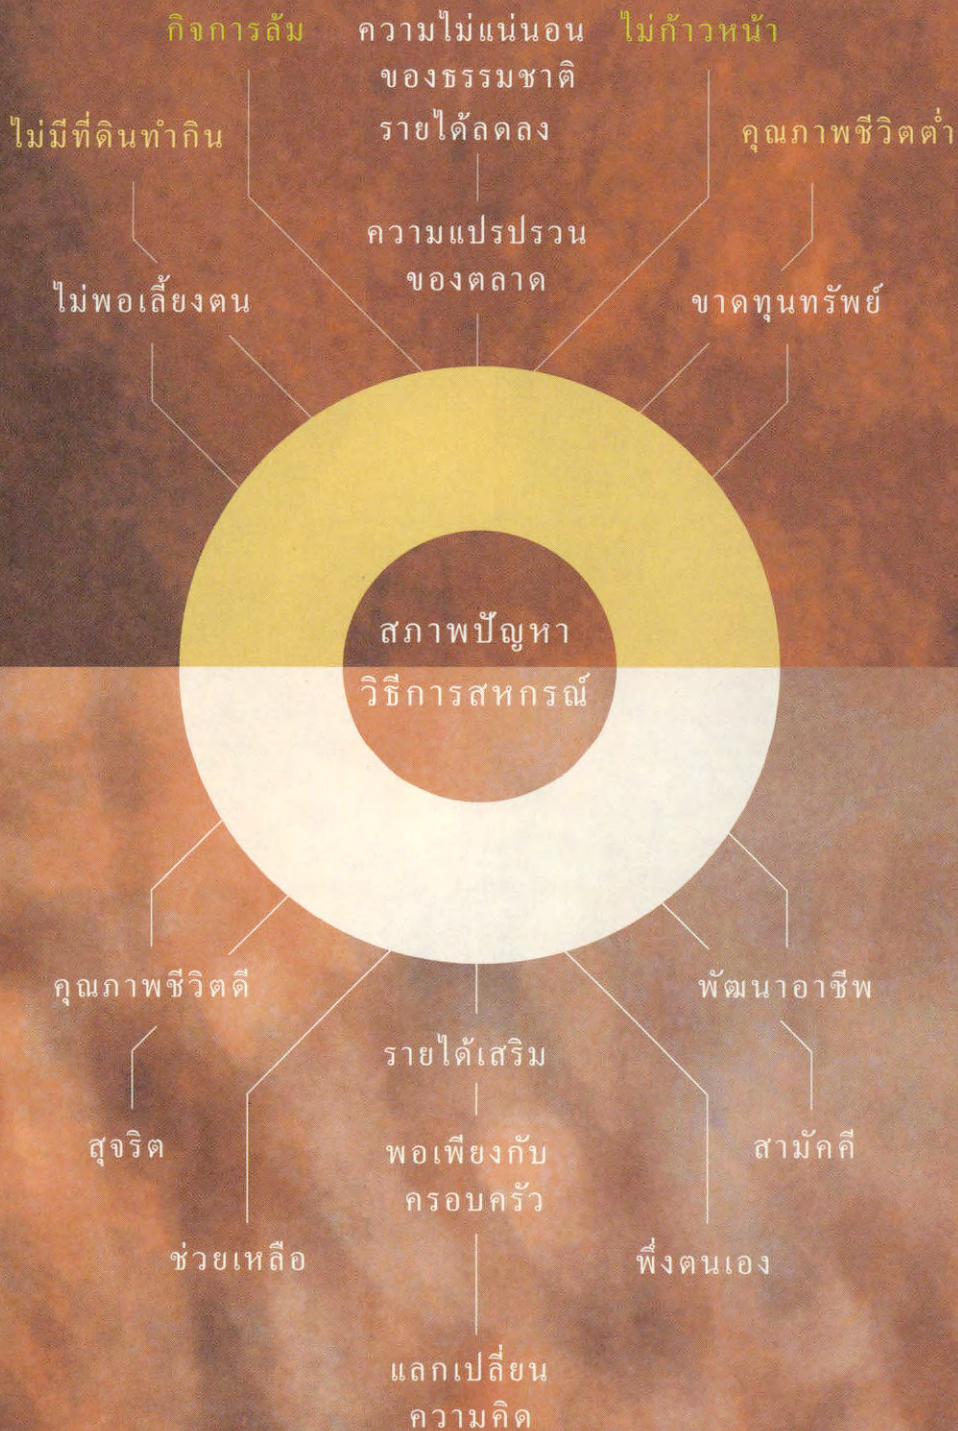 กิจการล้ม
ความไม่แน่นอน
ของธรรมชาติ
ไม่ก้าวหน้า
ไม่มีที่ดินทำกิน
รายได้ลดลง
คุณภาพชีวิตต่ำ
ความแปรปรวน
ของตลาด
ไม่พอเลี้ยงตน
ขาดทุนทรัพย์
สภาพปัญหา
วิธีการสหกรณ์
คุณภาพชีวิตดี
พัฒนาอาชีพ
รายได้เสริม
สุจริต
พอเพียงกับ
ครอบครัว
สามัคคี
ช่วยเหลือ
พึ่งตนเอง
แลกเปลี่ยน
ความคิด